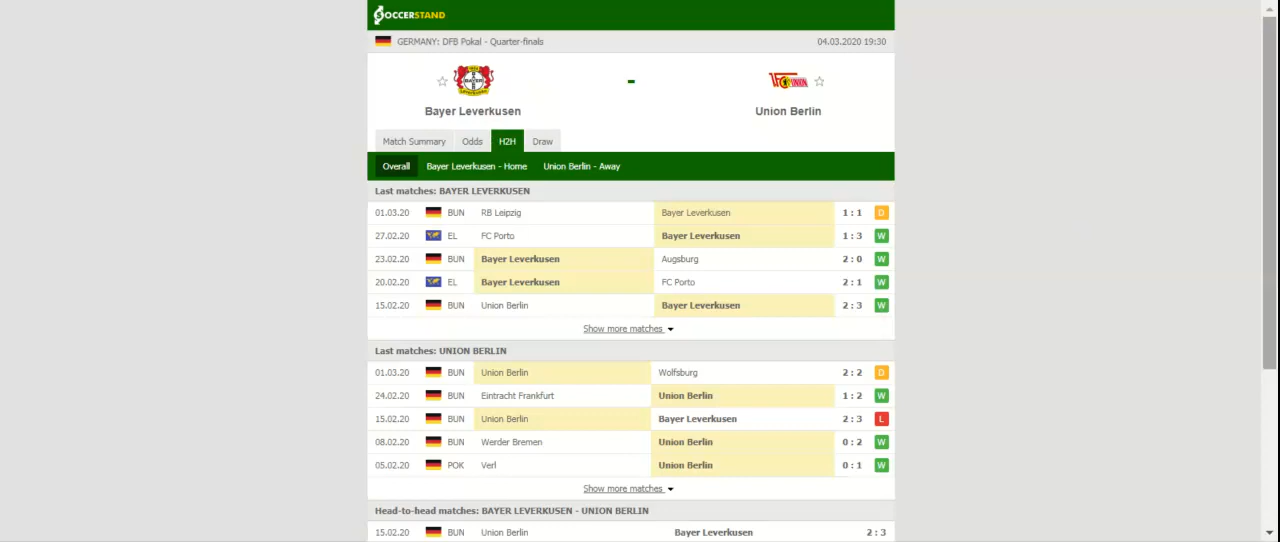 SOCCERSTAND
GERMANY: DFB Pokal - Quarter-finals 04.03.2020 19:30
-
Bayer Leverkusen Union Berlin
Match Summary Odds H2H Draw
Overall Bayer Leverkusen - Home Union Berlin - Away
Last matches: BAYER LEVERKUSEN
01.03.20 BUN RB Leipzig Bayer Leverkusen 1 : 1 D
27.02.20 EL FC Porto Bayer Leverkusen 1 : 3 W
23.02.20 BUN Bayer Leverkusen Augsburg 2 : 0 W
20.02.20 EL Bayer Leverkusen FC Porto 2 : 1 W
15.02.20 BUN Union Berlin Bayer Leverkusen 2 : 3 W
Show more matches
Last matches: UNION BERLIN
01.03.20 BUN Union Berlin Wolfsburg 2 : 2 D
24.02.20 BUN Eintracht Frankfurt Union Berlin 1 : 2 W
15.02.20 BUN Union Berlin Bayer Leverkusen 2 : 3 L
08.02.20 BUN Werder Bremen Union Berlin 0 : 2 W
05.02.20 POK Verl Union Berlin 0 : 1 W
Show more matches
Head-to-head matches: BAYER LEVERKUSEN - UNION BERLIN
15.02.20 BUN Union Berlin Bayer Leverkusen 2 : 3